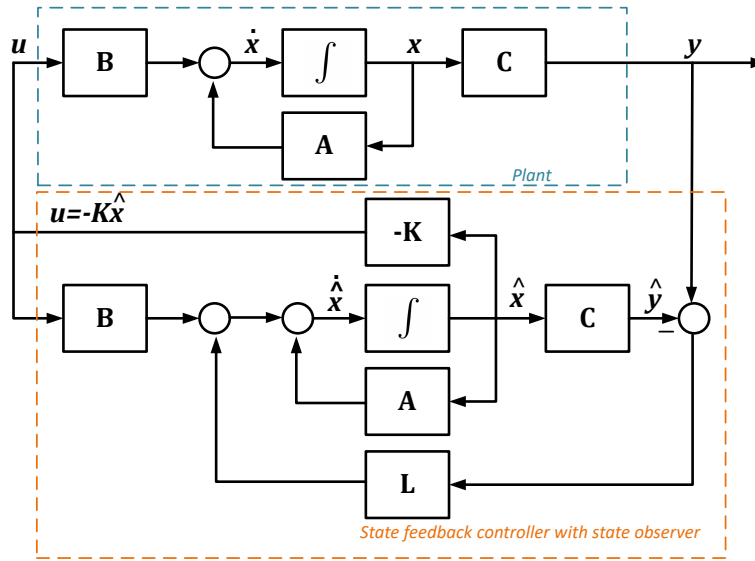 u
B
ẋ
∫
x
C
y
A
Plant
u=-Kx̂
-K
B
x̂̇
∫
x̂
C
ŷ
−
A
L
State feedback controller with state observer